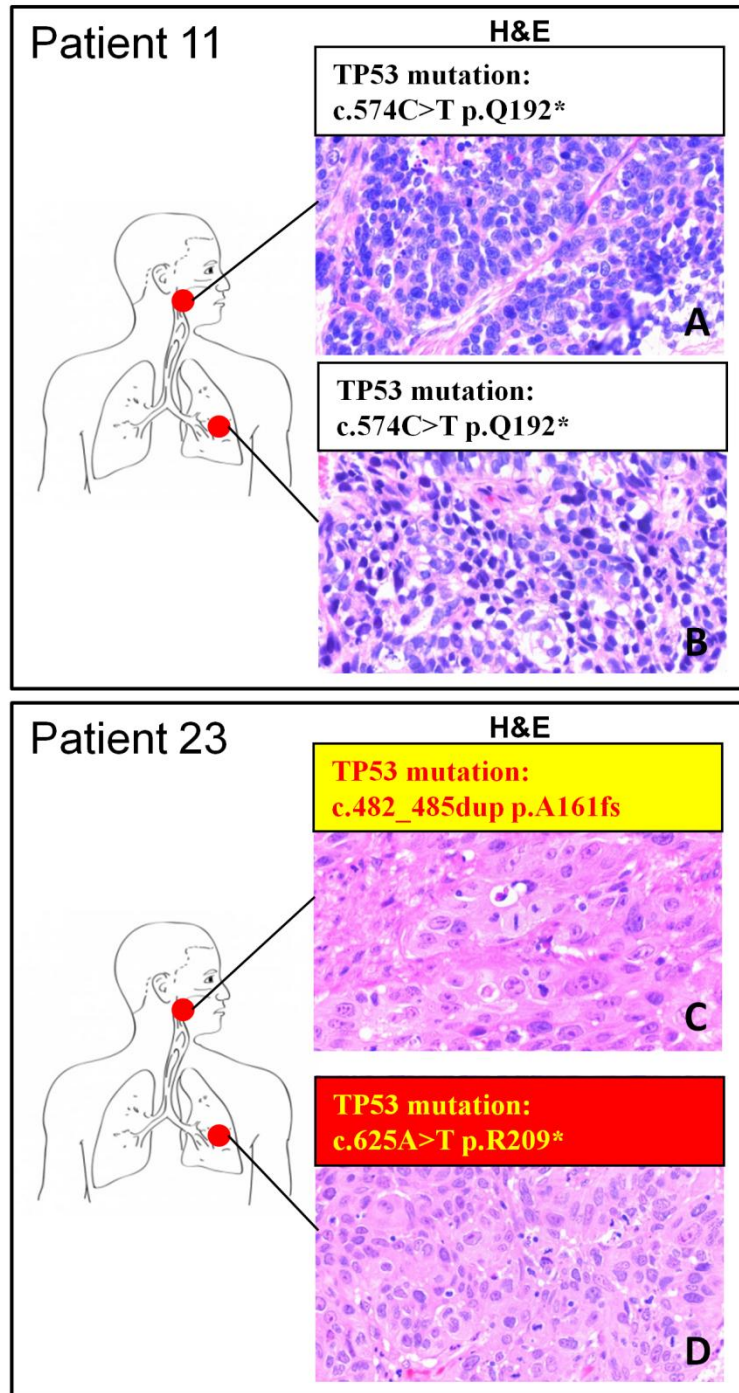 Patient 11
H&E
TP53 mutation:
c.574C>T p.Q192*
A
TP53 mutation:
c.574C>T p.Q192*
B
Patient 23
H&E
TP53 mutation:
c.482_485dup p.A161fs
C
TP53 mutation:
c.625A>T p.R209*
D